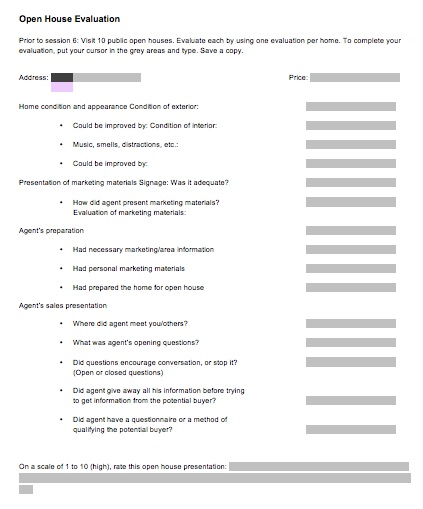 Open House Evaluation
Prior to session 6: Visit 10 public open houses. Evaluate each by using one evaluation per home. To complete your
evaluation, put your cursor in the grey areas and type. Save a copy.
Address: Price:
Home condition and appearance Condition of exterior:
• Could be improved by: Condition of interior:
• Music, smells, distractions, etc.:
• Could be improved by:
Presentation of marketing materials Signage: Was it adequate?
• How did agent present marketing materials?
Evaluation of marketing materials:
Agent's preparation
• Had necessary marketing/area information
• Had personal marketing materials
• Had prepared the home for open house
Agent's sales presentation
• Where did agent meet you/others?
• What was agent's opening questions?
• Did questions encourage conversation, or stop it?
(Open or closed questions)
• Did agent give away all his information before trying
to get information from the potential buyer?
• Did agent have a questionnaire or a method of
qualifying the potential buyer?
On a scale of 1 to 10 (high), rate this open house presentation: